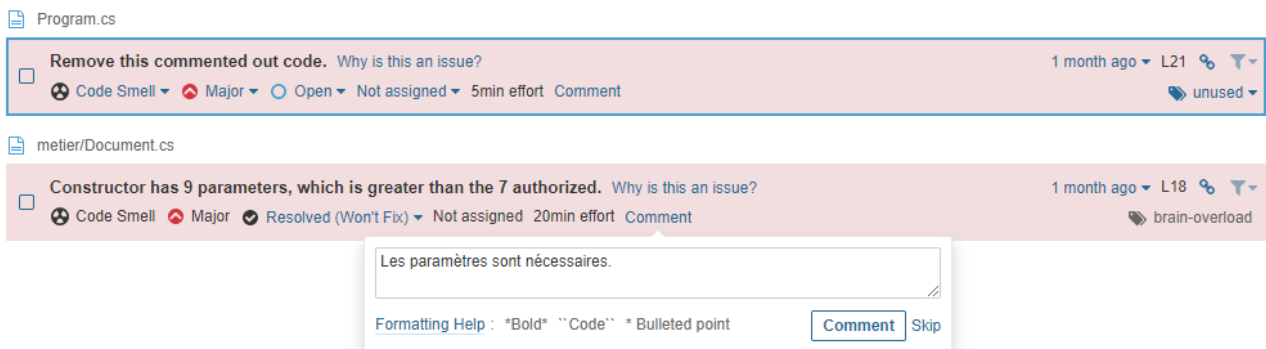 Program.cs
Remove this commented out code. Why is this an issue? 1 month ago L21
Code Smell Major Open Not assigned 5min effort Comment unused
metier/Document.cs
Constructor has 9 parameters, which is greater than the 7 authorized. Why is this an issue? 1 month ago L18
Code Smell Major Resolved (Won't Fix) Not assigned 20min effort Comment brain-overload
Les paramètres sont nécessaires.
Formatting Help : *Bold* ``Code`` * Bulleted point Comment Skip